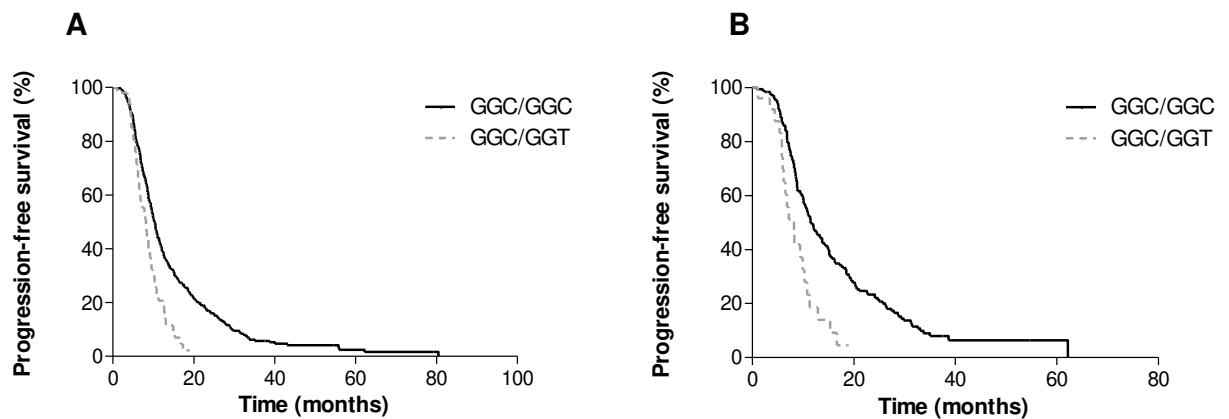 A
Progression-free survival (%)
100
80
60
40
20
0
0 20 40 60 80 100
Time (months)
GGC/GGC
GGC/GGT
B
Progression-free survival (%)
100
80
60
40
20
0
0 20 40 60 80
Time (months)
GGC/GGC
GGC/GGT